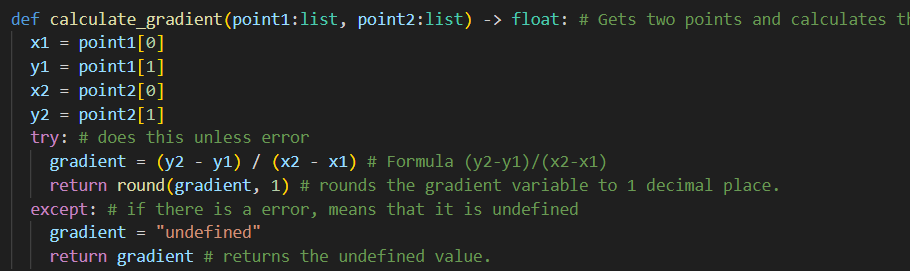 def calculate_gradient(point1:list, point2:list) -> float: # Gets two points and calculates
x1 = point1[0]
y1 = point1[1]
x2 = point2[0]
y2 = point2[1]
try: # does this unless error
gradient = (y2 - y1) / (x2 - x1) # Formula (y2-y1)/(x2-x1)
return round(gradient, 1) # rounds the gradient variable to 1 decimal place.
except: # if there is a error, means that it is undefined
gradient = "undefined"
return gradient # returns the undefined value.